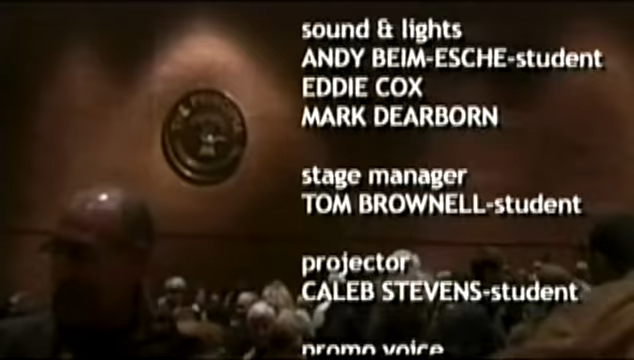 sound & lights
ANDY BEIM-ESCHE-student
EDDIE COX
MARK DEARBORN
stage manager
TOM BROWNELL-student
projector
CALEB STEVENS-student
promo voice